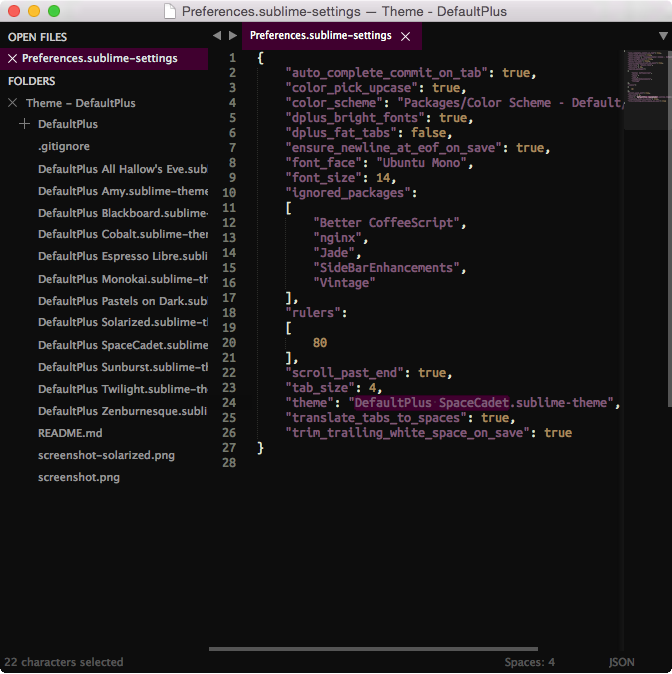 Preferences.sublime-settings — Theme - DefaultPlus
OPEN FILES
Preferences.sublime-settings
FOLDERS
Theme – DefaultPlus
DefaultPlus
.gitignore
DefaultPlus All Hallow's Eve.sub
DefaultPlus Amy.sublime-theme
DefaultPlus Blackboard.sublime-
DefaultPlus Cobalt.sublime-then
DefaultPlus Espresso Libre.sublin
DefaultPlus Monokai.sublime-th
DefaultPlus Pastels on Dark.subl
DefaultPlus Solarized.sublime-th
DefaultPlus SpaceCadet.sublime
DefaultPlus Sunburst.sublime-th
DefaultPlus Twilight.sublime-the
DefaultPlus Zenburnesque.subli
README.md
screenshot-solarized.png
screenshot.png
Preferences.sublime-settings
1 {
2 "auto_complete_commit_on_tab": true,
3 "color_pick_upcase": true,
4 "color_scheme": "Packages/Color Scheme - Default/
5 "dplus_bright_fonts": true,
6 "dplus_fat_tabs": false,
7 "ensure_newline_at_eof_on_save": true,
8 "font_face": "Ubuntu Mono",
9 "font_size": 14,
10 "ignored_packages":
11 [
12 "Better CoffeeScript",
13 "nginx",
14 "Jade",
15 "SideBarEnhancements",
16 "Vintage"
17 ],
18 "rulers":
19 [
20 80
21 ],
22 "scroll_past_end": true,
23 "tab_size": 4,
24 "theme": "DefaultPlus SpaceCadet.sublime-theme",
25 "translate_tabs_to_spaces": true,
26 "trim_trailing_white_space_on_save": true
27 }
28
22 characters selected
Spaces: 4
JSON